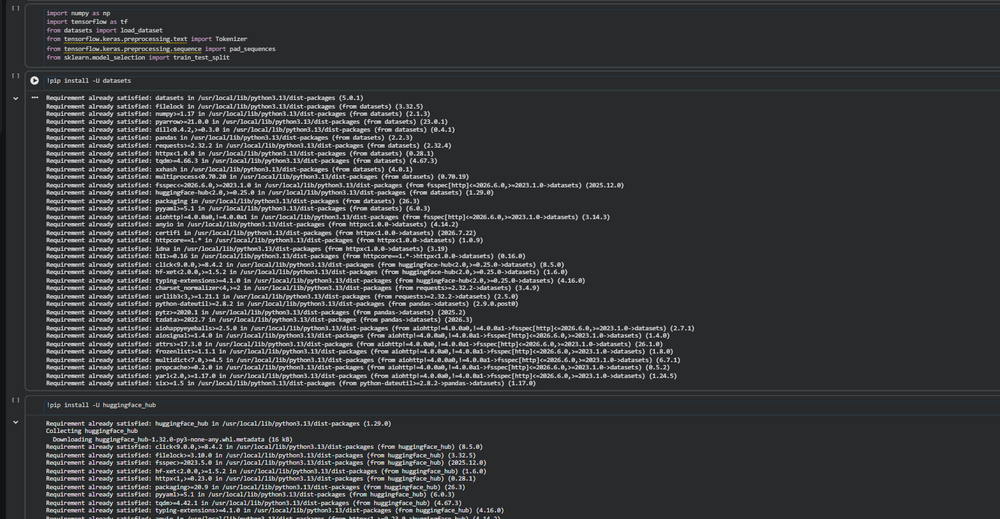 [ ]
import numpy as np
import tensorflow as tf
from datasets import load_dataset
from tensorflow.keras.preprocessing.text import Tokenizer
from tensorflow.keras.preprocessing.sequence import pad_sequences
from sklearn.model_selection import train_test_split
[ ]
!pip install -U datasets
Requirement already satisfied: datasets in /usr/local/lib/python3.13/dist-packages (5.0.1)
Requirement already satisfied: filelock in /usr/local/lib/python3.13/dist-packages (from datasets) (3.32.5)
Requirement already satisfied: numpy>=1.17 in /usr/local/lib/python3.13/dist-packages (from datasets) (2.1.3)
Requirement already satisfied: pyarrow>=21.0.0 in /usr/local/lib/python3.13/dist-packages (from datasets) (23.0.1)
Requirement already satisfied: dill<0.4.2,>=0.3.0 in /usr/local/lib/python3.13/dist-packages (from datasets) (0.4.1)
Requirement already satisfied: pandas in /usr/local/lib/python3.13/dist-packages (from datasets) (2.2.3)
Requirement already satisfied: requests>=2.32.2 in /usr/local/lib/python3.13/dist-packages (from datasets) (2.32.4)
Requirement already satisfied: httpx<1.0.0 in /usr/local/lib/python3.13/dist-packages (from datasets) (0.28.1)
Requirement already satisfied: tqdm>=4.66.3 in /usr/local/lib/python3.13/dist-packages (from datasets) (4.67.3)
Requirement already satisfied: xxhash in /usr/local/lib/python3.13/dist-packages (from datasets) (4.0.1)
Requirement already satisfied: multiprocess<0.70.20 in /usr/local/lib/python3.13/dist-packages (from datasets) (0.70.19)
Requirement already satisfied: fsspec<=2026.6.0,>=2023.1.0 in /usr/local/lib/python3.13/dist-packages (from fsspec[http]<=2026.6.0,>=2023.1.0->datasets) (2025.12.0)
Requirement already satisfied: huggingface-hub<2.0,>=0.25.0 in /usr/local/lib/python3.13/dist-packages (from datasets) (1.29.0)
Requirement already satisfied: packaging in /usr/local/lib/python3.13/dist-packages (from datasets) (26.3)
Requirement already satisfied: pyyaml>=5.1 in /usr/local/lib/python3.13/dist-packages (from datasets) (6.0.3)
Requirement already satisfied: aiohttp!=4.0.0a0,!=4.0.0a1 in /usr/local/lib/python3.13/dist-packages (from fsspec[http]<=2026.6.0,>=2023.1.0->datasets) (3.14.3)
Requirement already satisfied: anyio in /usr/local/lib/python3.13/dist-packages (from httpx<1.0.0->datasets) (4.14.2)
Requirement already satisfied: certifi in /usr/local/lib/python3.13/dist-packages (from httpx<1.0.0->datasets) (2026.7.22)
Requirement already satisfied: httpcore==1.* in /usr/local/lib/python3.13/dist-packages (from httpx<1.0.0->datasets) (1.0.9)
Requirement already satisfied: idna in /usr/local/lib/python3.13/dist-packages (from httpx<1.0.0->datasets) (3.19)
Requirement already satisfied: h11>=0.16 in /usr/local/lib/python3.13/dist-packages (from httpcore==1.*->httpx<1.0.0->datasets) (0.16.0)
Requirement already satisfied: click<9.0.0,>=8.4.2 in /usr/local/lib/python3.13/dist-packages (from huggingface-hub<2.0,>=0.25.0->datasets) (8.5.0)
Requirement already satisfied: hf-xet<2.0.0,>=1.5.2 in /usr/local/lib/python3.13/dist-packages (from huggingface-hub<2.0,>=0.25.0->datasets) (1.6.0)
Requirement already satisfied: typing-extensions>=4.1.0 in /usr/local/lib/python3.13/dist-packages (from huggingface-hub<2.0,>=0.25.0->datasets) (4.16.0)
Requirement already satisfied: charset_normalizer<4,>=2 in /usr/local/lib/python3.13/dist-packages (from requests>=2.32.2->datasets) (3.4.9)
Requirement already satisfied: urllib3<3,>=1.21.1 in /usr/local/lib/python3.13/dist-packages (from requests>=2.32.2->datasets) (2.5.0)
Requirement already satisfied: python-dateutil>=2.8.2 in /usr/local/lib/python3.13/dist-packages (from pandas->datasets) (2.9.0.post0)
Requirement already satisfied: pytz>=2020.1 in /usr/local/lib/python3.13/dist-packages (from pandas->datasets) (2025.2)
Requirement already satisfied: tzdata>=2022.7 in /usr/local/lib/python3.13/dist-packages (from pandas->datasets) (2026.3)
Requirement already satisfied: aiohappyeyeballs>=2.5.0 in /usr/local/lib/python3.13/dist-packages (from aiohttp!=4.0.0a0,!=4.0.0a1->fsspec[http]<=2026.6.0,>=2023.1.0->datasets) (2.7.1)
Requirement already satisfied: aiosignal>=1.4.0 in /usr/local/lib/python3.13/dist-packages (from aiohttp!=4.0.0a0,!=4.0.0a1->fsspec[http]<=2026.6.0,>=2023.1.0->datasets) (1.4.0)
Requirement already satisfied: attrs>=17.3.0 in /usr/local/lib/python3.13/dist-packages (from aiohttp!=4.0.0a0,!=4.0.0a1->fsspec[http]<=2026.6.0,>=2023.1.0->datasets) (26.1.0)
Requirement already satisfied: frozenlist>=1.1.1 in /usr/local/lib/python3.13/dist-packages (from aiohttp!=4.0.0a0,!=4.0.0a1->fsspec[http]<=2026.6.0,>=2023.1.0->datasets) (1.8.0)
Requirement already satisfied: multidict<7.0,>=4.5 in /usr/local/lib/python3.13/dist-packages (from aiohttp!=4.0.0a0,!=4.0.0a1->fsspec[http]<=2026.6.0,>=2023.1.0->datasets) (6.7.1)
Requirement already satisfied: propcache>=0.2.0 in /usr/local/lib/python3.13/dist-packages (from aiohttp!=4.0.0a0,!=4.0.0a1->fsspec[http]<=2026.6.0,>=2023.1.0->datasets) (0.5.2)
Requirement already satisfied: yarl<2.0,>=1.17.0 in /usr/local/lib/python3.13/dist-packages (from aiohttp!=4.0.0a0,!=4.0.0a1->fsspec[http]<=2026.6.0,>=2023.1.0->datasets) (1.24.5)
Requirement already satisfied: six>=1.5 in /usr/local/lib/python3.13/dist-packages (from python-dateutil>=2.8.2->pandas->datasets) (1.17.0)
[ ]
!pip install -U huggingface_hub
Requirement already satisfied: huggingface_hub in /usr/local/lib/python3.13/dist-packages (1.29.0)
Collecting huggingface_hub
Downloading huggingface_hub-1.32.0-py3-none-any.whl.metadata (16 kB)
Requirement already satisfied: click<9.0.0,>=8.4.2 in /usr/local/lib/python3.13/dist-packages (from huggingface_hub) (8.5.0)
Requirement already satisfied: filelock>=3.10.0 in /usr/local/lib/python3.13/dist-packages (from huggingface_hub) (3.32.5)
Requirement already satisfied: fsspec>=2023.5.0 in /usr/local/lib/python3.13/dist-packages (from huggingface_hub) (2025.12.0)
Requirement already satisfied: hf-xet<2.0.0,>=1.5.2 in /usr/local/lib/python3.13/dist-packages (from huggingface_hub) (1.6.0)
Requirement already satisfied: httpx<1,>=0.23.0 in /usr/local/lib/python3.13/dist-packages (from huggingface_hub) (0.28.1)
Requirement already satisfied: packaging>=20.9 in /usr/local/lib/python3.13/dist-packages (from huggingface_hub) (26.3)
Requirement already satisfied: pyyaml>=5.1 in /usr/local/lib/python3.13/dist-packages (from huggingface_hub) (6.0.3)
Requirement already satisfied: tqdm>=4.42.1 in /usr/local/lib/python3.13/dist-packages (from huggingface_hub) (4.67.3)
Requirement already satisfied: typing-extensions>=4.1.0 in /usr/local/lib/python3.13/dist-packages (from huggingface_hub) (4.16.0)